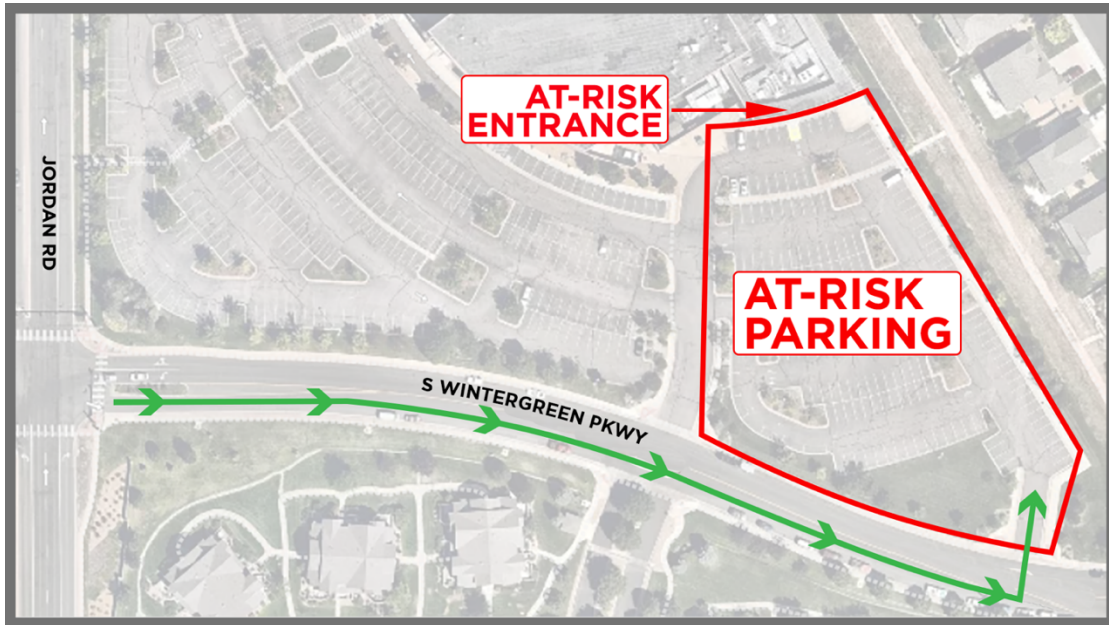 AT-RISK
ENTRANCE
JORDAN RD
AT-RISK
PARKING
S WINTERGREEN PKWY